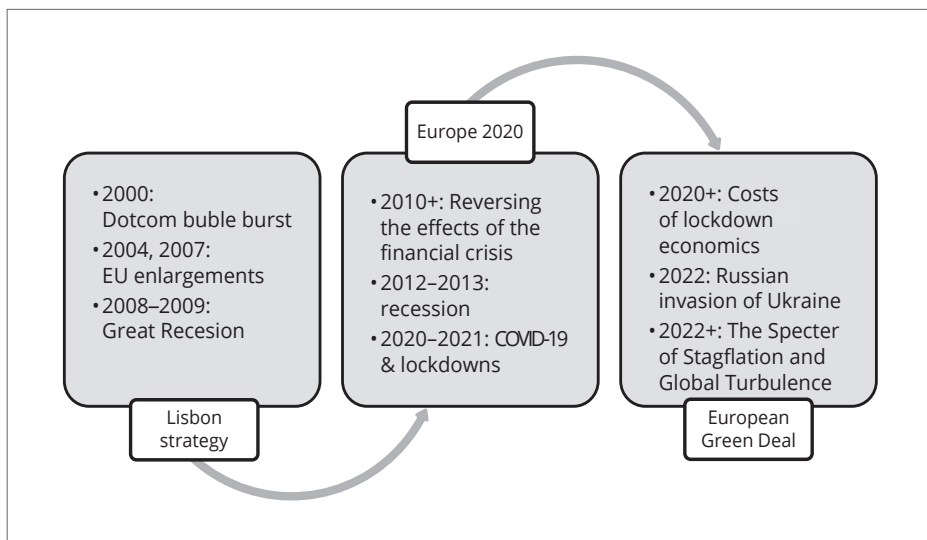 • 2000:
Dotcom buble burst
• 2004, 2007:
EU enlargements
• 2008–2009:
Great Recesion
Lisbon
strategy
Europe 2020
• 2010+: Reversing
the effects of the
financial crisis
• 2012–2013:
recession
• 2020–2021: COVID-19
& lockdowns
• 2020+: Costs
of lockdown
economics
• 2022: Russian
invasion of Ukraine
• 2022+: The Specter
of Stagflation and
Global Turbulence
European
Green Deal